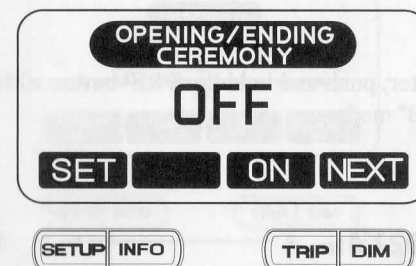 OPENING/ENDING
CEREMONY
OFF
SET ON NEXT
SETUP INFO TRIP DIM